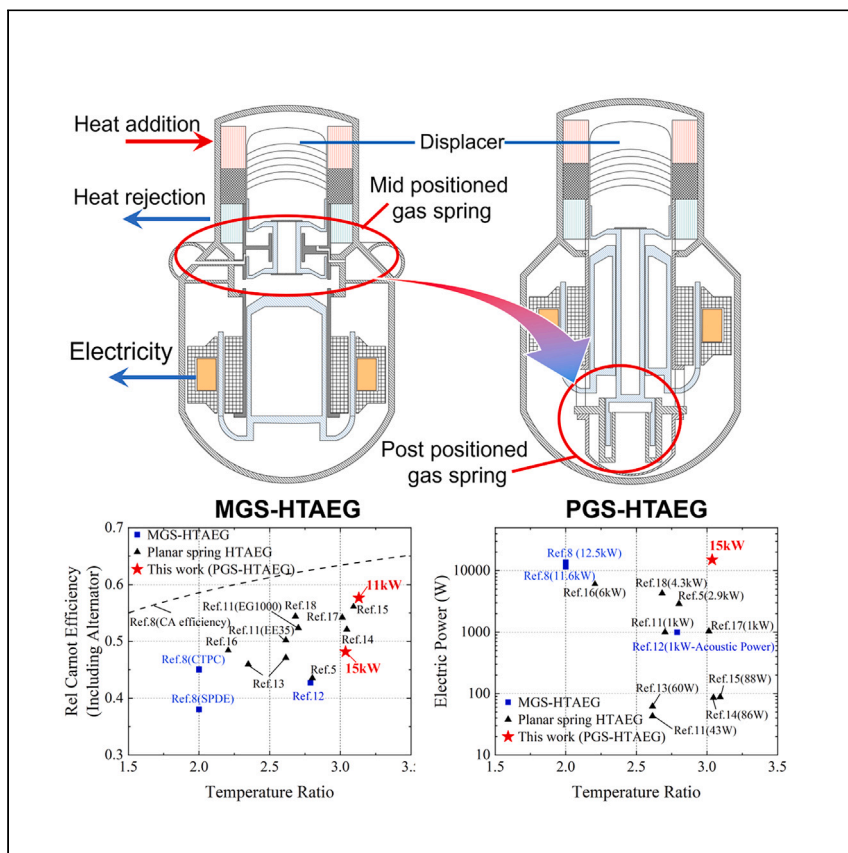 Heat addition
Displacer
Heat rejection
Mid positioned
gas spring
Electricity
Post positioned
gas spring
MGS-HTAEG
PGS-HTAEG
Rel Carnot Efficiency
(Including Alternator)
0.7
0.6
0.5
0.4
0.3
MGS-HTAEG
Planar spring HTAEG
This work (PGS-HTAEG)
11kW
Ref.8(CA efficiency)
Ref.11(EG1000)
Ref.18
Ref.17
Ref.15
Ref.16
Ref.11(EE35)
Ref.14
Ref.8(CTPC)
Ref.13
15kW
Ref.5
Ref.12
Ref.8(SPDE)
1.5
2.0
2.5
3.0
3.5
Temperature Ratio
Electric Power (W)
10000
1000
100
10
15kW
Ref.8 (12.5kW)
Ref.8(11.6kW)
Ref.18(4.3kW)
Ref.16(6kW)
Ref.5(2.9kW)
Ref.11(1kW)
Ref.17(1kW)
Ref.12(1kW-Acoustic Power)
Ref.15(88W)
Ref.13(60W)
Ref.14(86W)
Ref.11(43W)
MGS-HTAEG
Planar spring HTAEG
This work (PGS-HTAEG)
1.5
2.0
2.5
3.0
3.5
Temperature Ratio